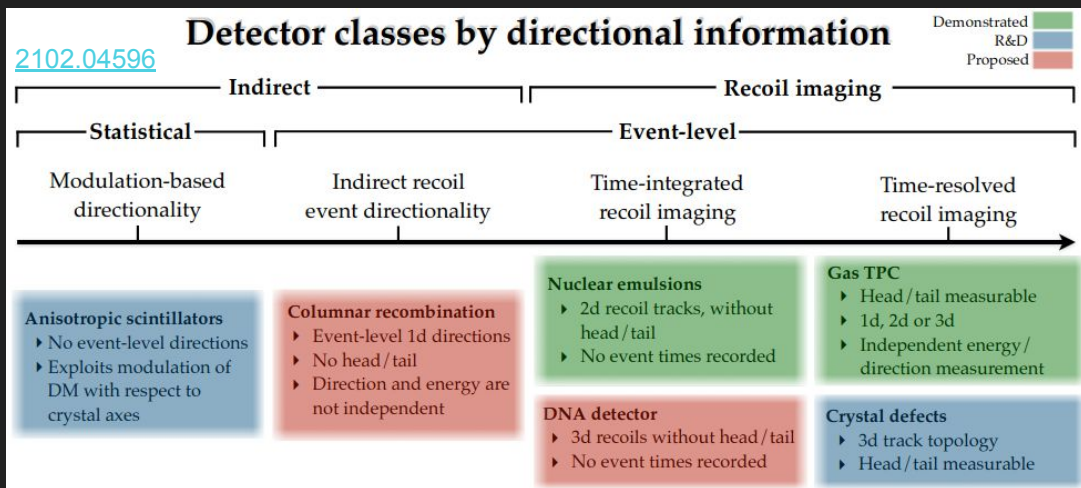 Detector classes by directional information
2102.04596
Demonstrated
R&D
Proposed
Indirect
Recoil imaging
Statistical
Event-level
Modulation-based
directionality
Indirect recoil
event directionality
Time-integrated
recoil imaging
Time-resolved
recoil imaging
Anisotropic scintillators
‣ No event-level directions
‣ Exploits modulation of
DM with respect to
crystal axes
Columnar recombination
‣ Event-level 1d directions
‣ No head/tail
‣ Direction and energy are
not independent
Nuclear emulsions
‣ 2d recoil tracks, without
head/tail
‣ No event times recorded
DNA detector
‣ 3d recoils without head/tail
‣ No event times recorded
Gas TPC
‣ Head/tail measurable
‣ 1d, 2d or 3d
‣ Independent energy/
direction measurement
Crystal defects
‣ 3d track topology
‣ Head/tail measurable